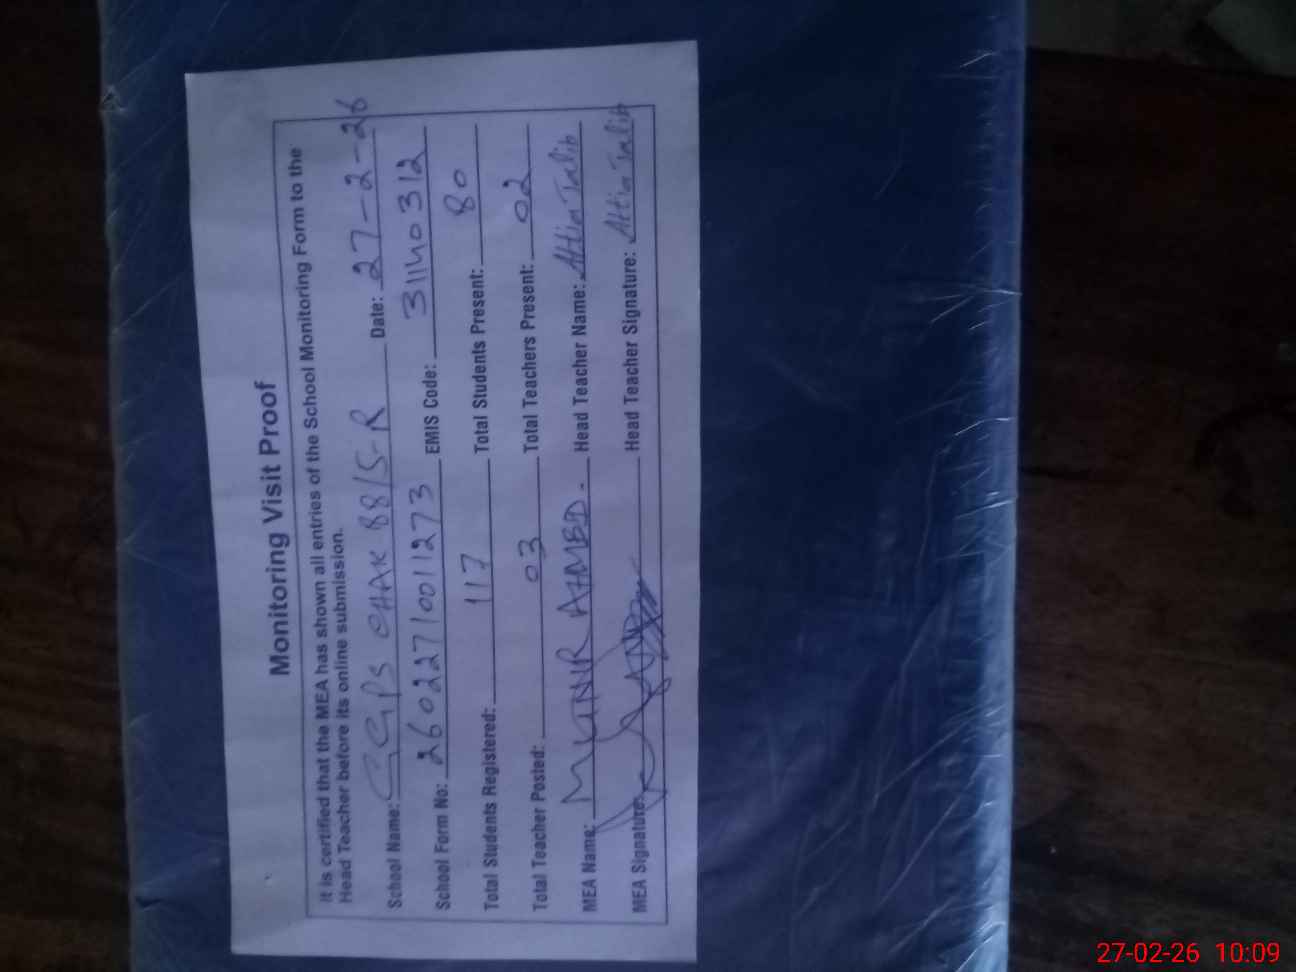 Monitoring Visit Proof
It is certified that the MEA has shown all entries of the School Monitoring Form to the
Head Teacher before its online submission.
School Name: GGPS CHAK 88/5-R Date: 27-2-26
School Form No: 26022710011273 EMIS Code: 31140312
Total Students Registered: 117 Total Students Present: 80
Total Teacher Posted: 03 Total Teachers Present: 02
MEA Name: MUNIR AHMED. Head Teacher Name: Attia Talib
MEA Signature: Head Teacher Signature: Attia Talib
27-02-26 10:09